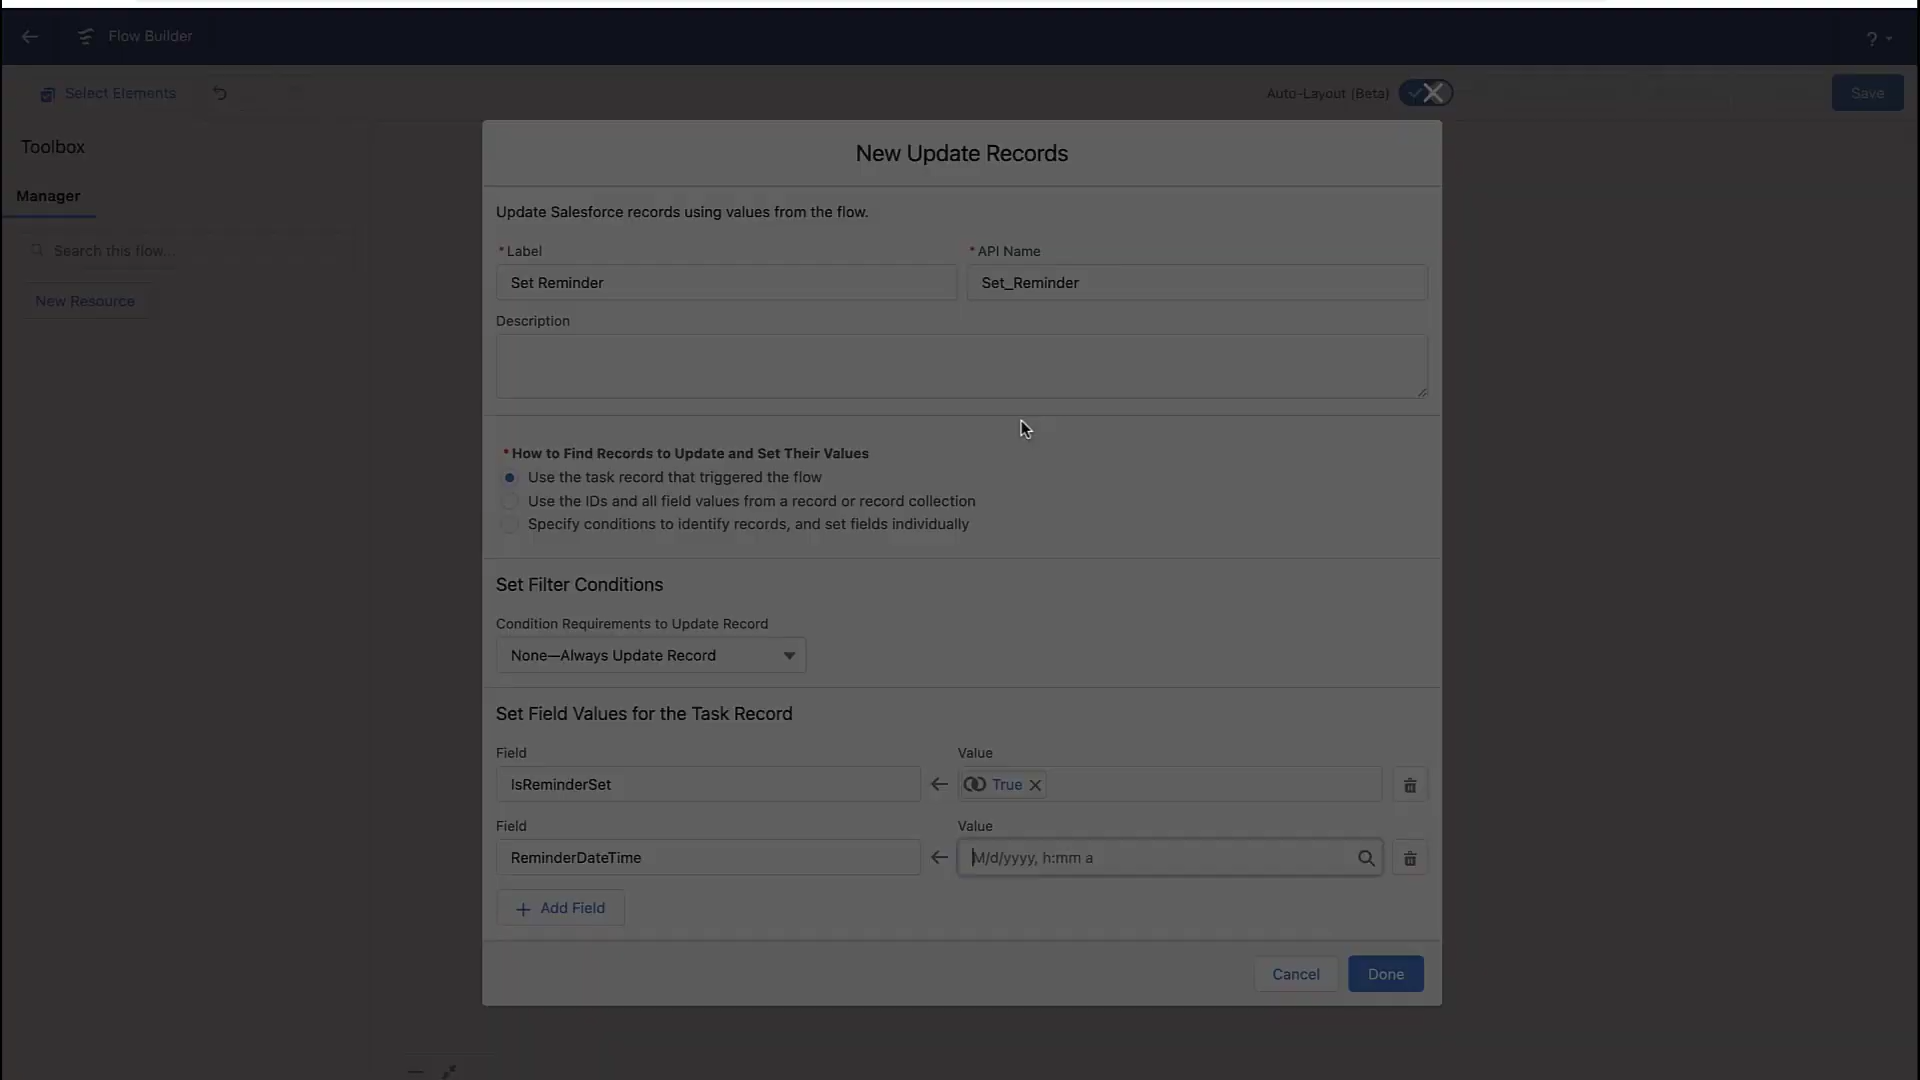 Flow Builder
?
Select Elements
Auto-Layout (Beta)
Save
Toolbox
Manager
Search this flow...
New Resource
New Update Records
Update Salesforce records using values from the flow.
*Label
*API Name
Set Reminder
Set_Reminder
Description
*How to Find Records to Update and Set Their Values
Use the task record that triggered the flow
Use the IDs and all field values from a record or record collection
Specify conditions to identify records, and set fields individually
Set Filter Conditions
Condition Requirements to Update Record
None—Always Update Record
Set Field Values for the Task Record
Field
Value
IsReminderSet
True
Field
Value
ReminderDateTime
M/d/yyyy, h:mm a
Add Field
Cancel
Done